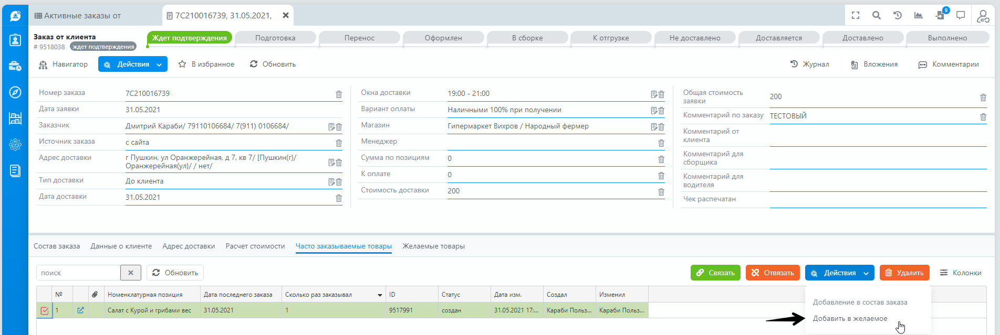 Активные заказы от
7C210016739, 31.05.2021,
9
Заказ от клиента
# 9518038 ждет подтверждения
Ждет подтверждения Подготовка Перенос Оформлен В сборке К отгрузке Не доставлено Доставляется Доставлено Выполнено
Навигатор Действия В избранное Обновить Журнал Вложения Комментарии
Номер заказа 7C210016739
Дата заявки 31.05.2021
Заказчик Дмитрий Караби/ 79110106684/ 7(911) 0106684/
Источник заказа с сайта
Адрес доставки г Пушкин, ул Оранжерейная, д 7, кв 7/ [Пушкин(г)/
Оранжерейная(ул)/ / нет/
Тип доставки До клиента
Дата доставки 31.05.2021
Окна доставки 19:00 - 21:00
Вариант оплаты Наличными 100% при получении
Магазин Гипермаркет Вихров / Народный фермер
Менеджер
Сумма по позициям 0
К оплате 0
Стоимость доставки 200
Общая стоимость
заявки 200
Комментарий по заказу ТЕСТОВЫЙ
Комментарий от
клиента
Комментарий для
сборщика
Комментарий для
водителя
Чек распечатан
Состав заказа Данные о клиенте Адрес доставки Расчет стоимости Часто заказываемые товары Желаемые товары
поиск Обновить Связать Отвязать Действия Удалить Колонки
№ Номенклатурная позиция Дата последнего заказа Сколько раз заказывал ID Статус Дата изм. Создал Изменил
1 Салат с Курой и грибами вес 31.05.2021 1 9517991 создан 31.05.2021 17:... Караби Польз... Караби Польз...
Добавление в состав заказа
Добавить в желаемое